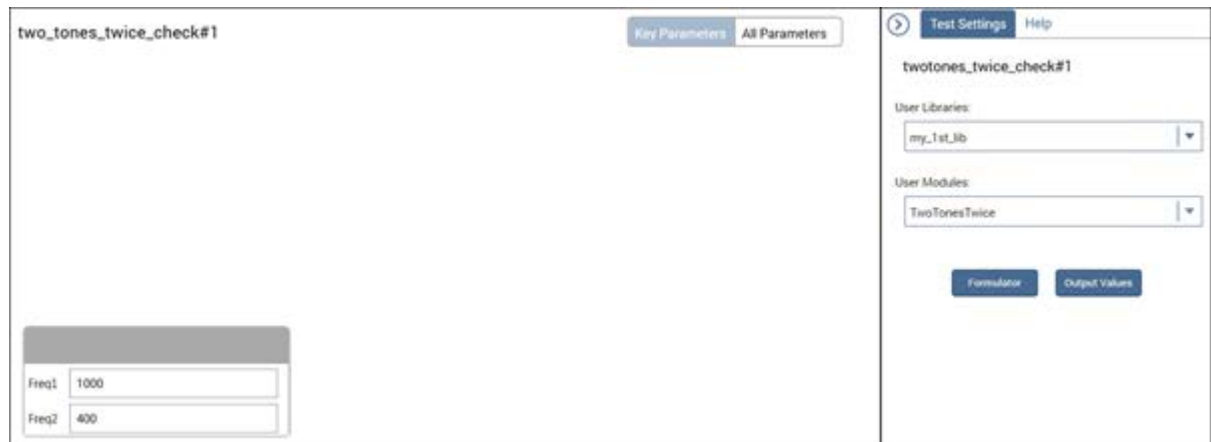 two_tones_twice_check#1
Key Parameters All Parameters
Freq1 1000
Freq2 400
Test Settings Help
twotones_twice_check#1
User Libraries:
my_1st_lib
User Modules:
TwoTonesTwice
Formulator Output Values